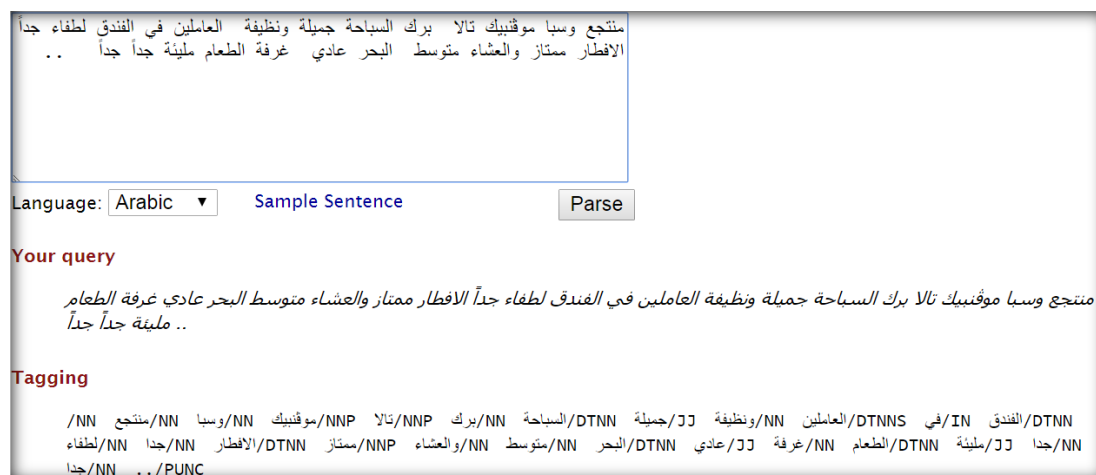 منتجع وسبا موڤنبيك تالا برك السباحة جميلة ونظيفة العاملين في الفندق لطفاء جداً
الافطار ممتاز والعشاء متوسط البحر عادي غرفة الطعام مليئة جداً جداً ..
Language: Arabic Sample Sentence Parse
Your query
منتجع وسبا موڤنبيك تالا برك السباحة جميلة ونظيفة العاملين في الفندق لطفاء جداً الافطار ممتاز والعشاء متوسط البحر عادي غرفة الطعام
مليئة جداً جداً ..
Tagging
منتجع/NN وسبا/NN موڤنبيك/NNP تالا/NNP برك/NN السباحة/DTNN جميلة/JJ ونظيفة/NN العاملين/DTNNS في/IN الفندق/DTNN
لطفاء/NN جدا/NN الافطار/DTNN ممتاز/NNP والعشاء/NN متوسط/NN البحر/DTNN عادي/JJ غرفة/NN الطعام/DTNN مليئة/JJ جدا/NN
جدا/NN ../PUNC